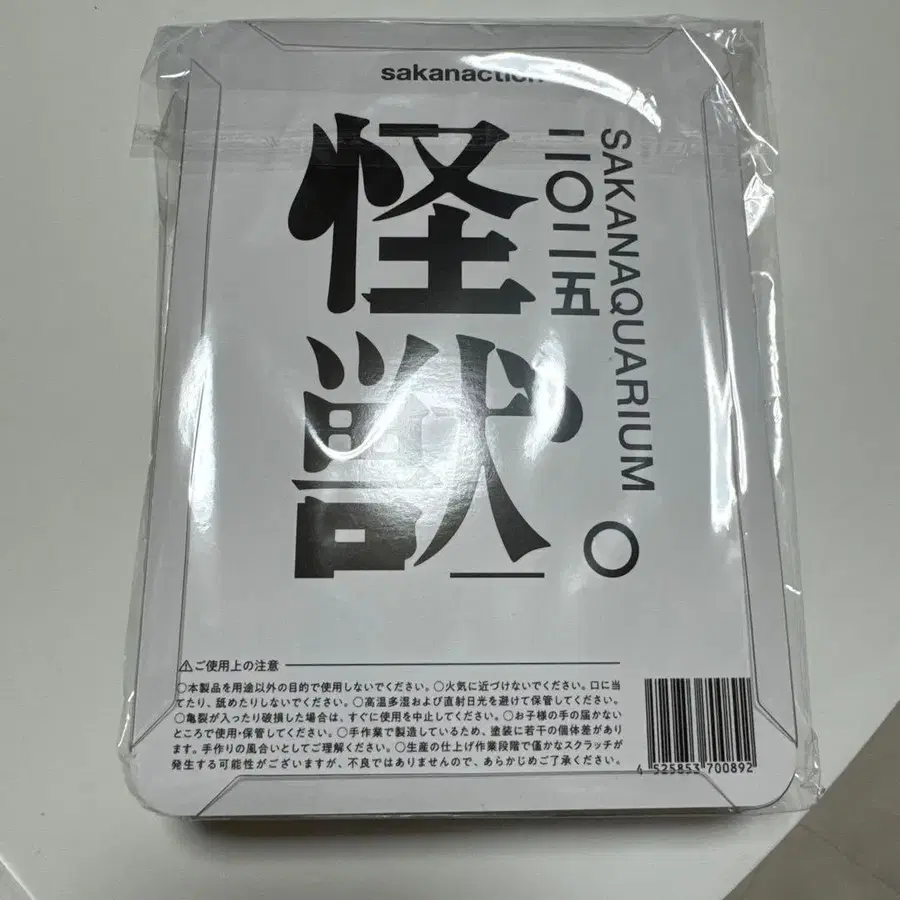 sakanaction
怪獣
SAKANAQUARIUM
二〇二五
○
⚠ご使用上の注意
○本製品を用途以外の目的で使用しないでください。○火気に近づけないでください。口に当
たり、舐めたりしないでください。○高温多湿および直射日光を避けて保管してください。
○亀裂が入ったり破損した場合は、すぐに使用を中止してください。○お子様の手の届かない
ところで使用・保管してください。○手作業で製造しているため、塗装に若干の個体差があり
ます。手作りの風合いとしてご理解ください。○生産の仕上げ作業段階で僅かなスクラッチが
発生する可能性がございますが、不良ではありませんので、あらかじめご了承ください。
4 525853 700892